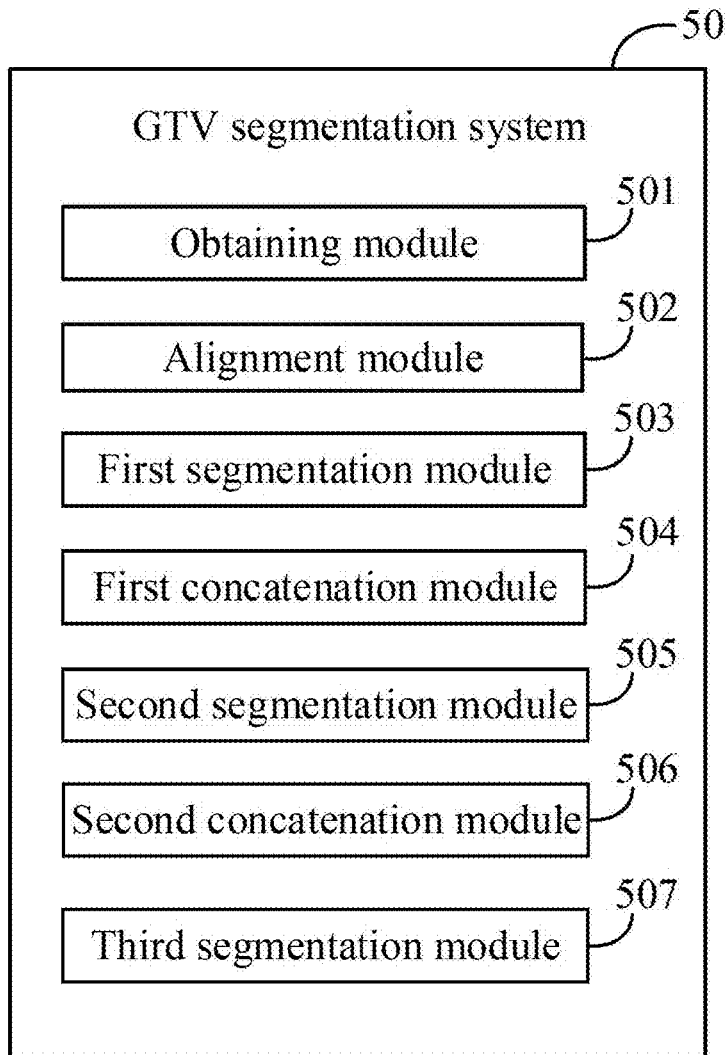 50
GTV segmentation system
501
Obtaining module
502
Alignment module
503
First segmentation module
504
First concatenation module
505
Second segmentation module
506
Second concatenation module
507
Third segmentation module